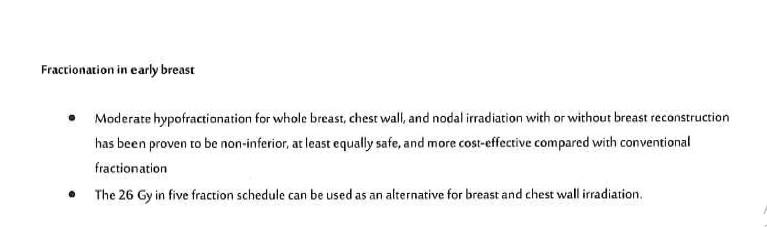 Fractionation in early breast
• Moderate hypofractionation for whole breast, chest wall, and nodal irradiation with or without breast reconstruction
has been proven to be non-inferior, at least equally safe, and more cost-effective compared with conventional
fractionation
• The 26 Gy in five fraction schedule can be used as an alternative for breast and chest wall irradiation.